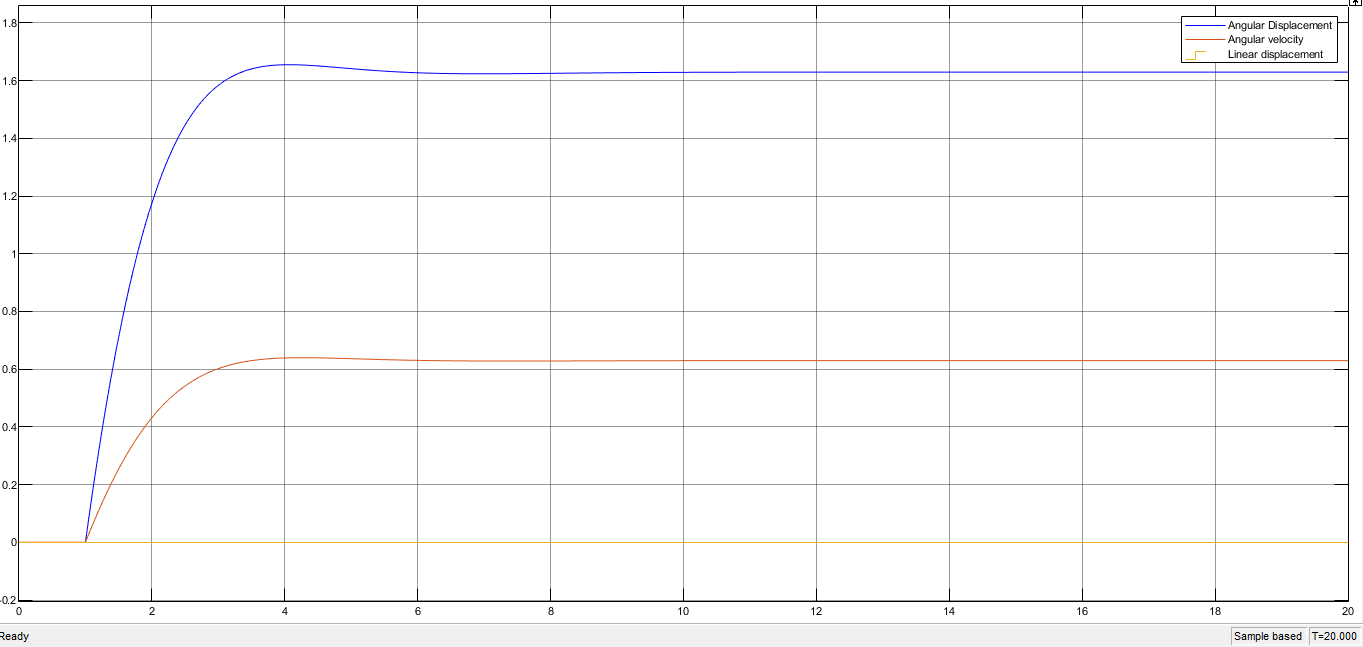 1.8
1.6
1.4
1.2
1
0.8
0.6
0.4
0.2
0
-0.2
0 2 4 6 8 10 12 14 16 18 20
Angular Displacement
Angular velocity
Linear displacement
Ready
Sample based T=20.000